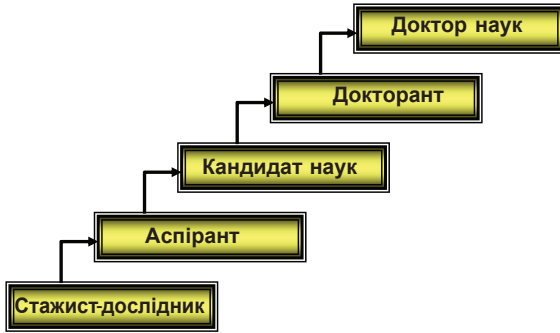 Доктор наук
Докторант
Кандидат наук
Аспірант
Стажист-дослідник